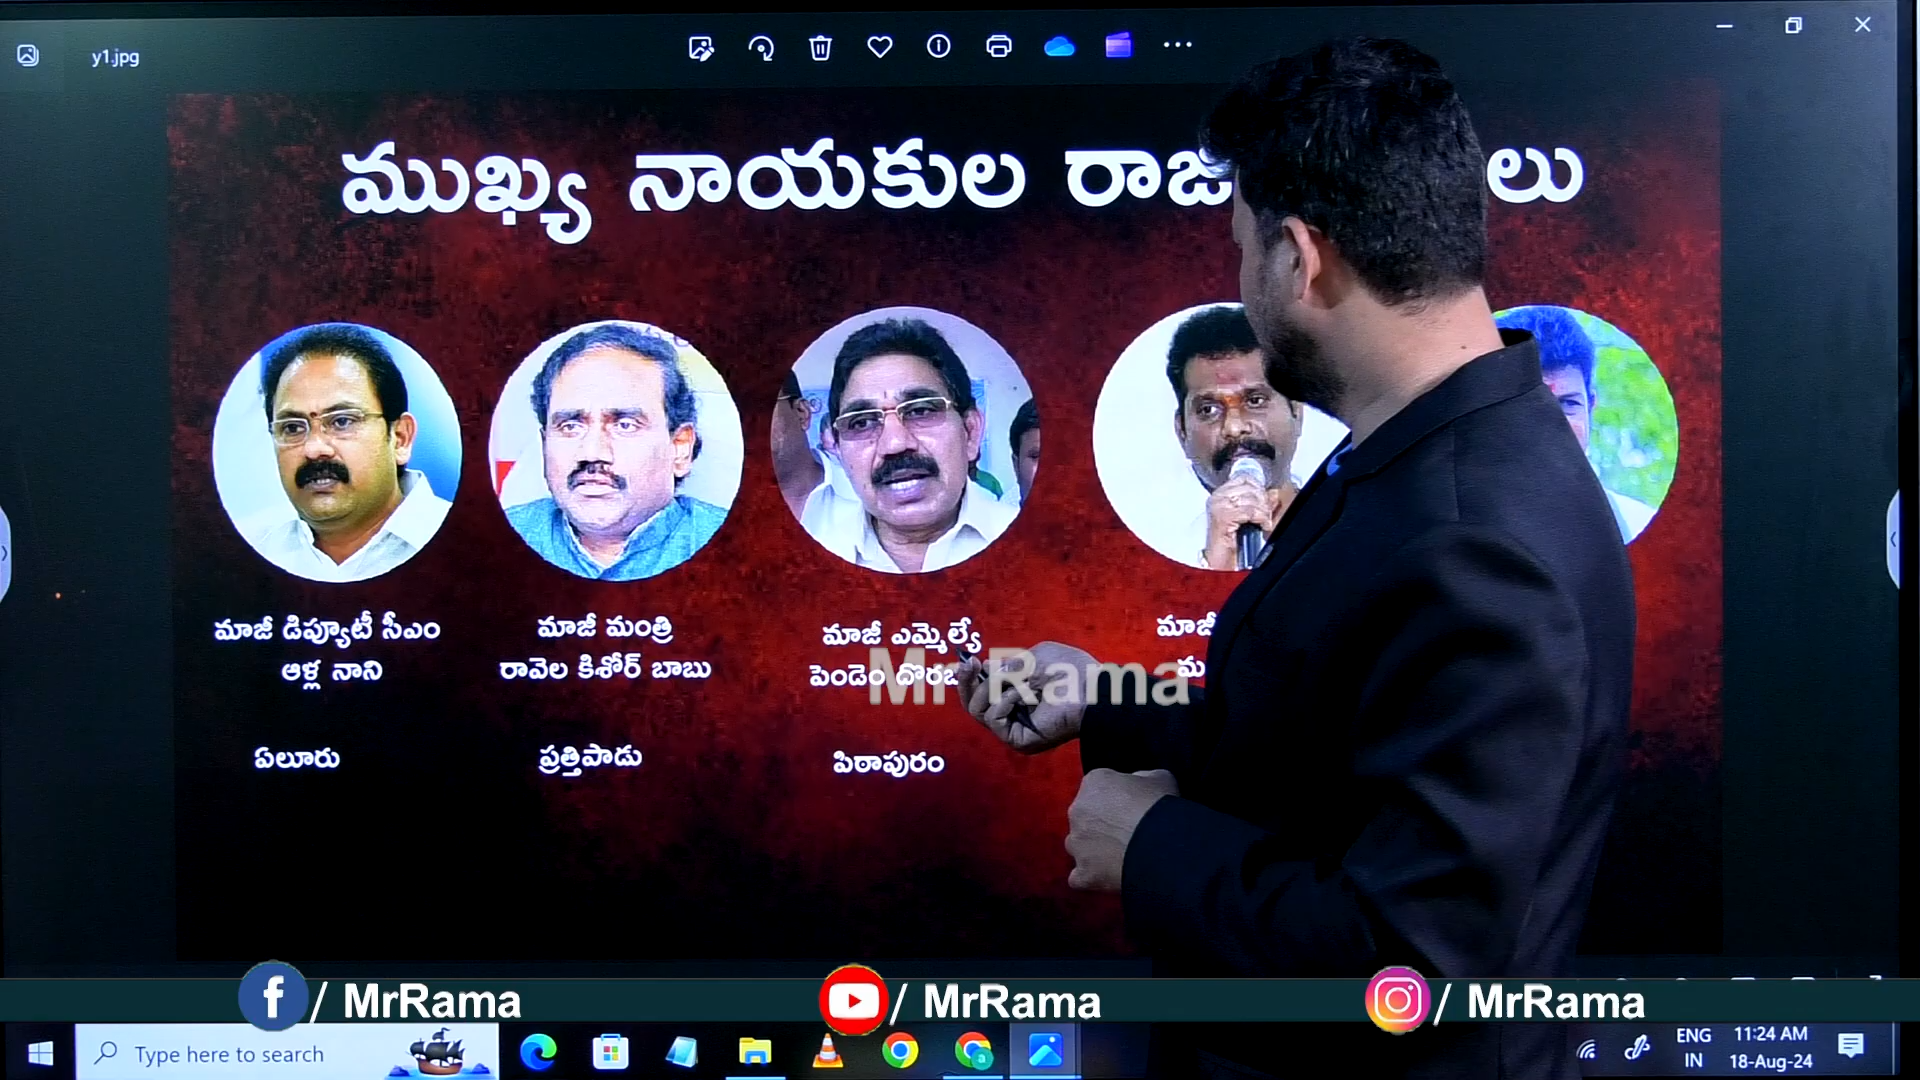 y1.jpg
ముఖ్య నాయకుల
మాజీ డిప్యూటీ సీఎం
ఆళ్ల నాని
ఏలూరు
మాజీ మంత్రి
రావెల కిశోర్ బాబు
ప్రత్తిపాడు
మాజీ ఎమ్మెల్యే
పెండెం
పిఠాపురం
మాజీ
Mr Rama
/ MrRama
/ MrRama
/ MrRama
Type here to search
ENG
IN
11:24 AM
18-Aug-24